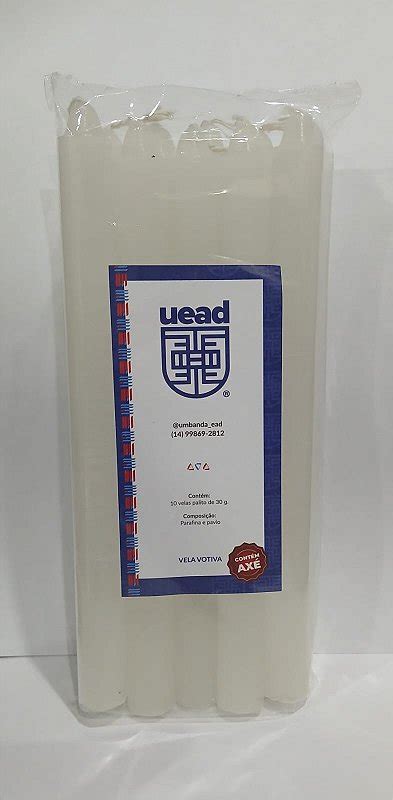 uead
®
@umbanda_ead
(14) 99869-2812
Contém:
10 velas palito de 30 g.
Composição:
Parafina e pavio
VELA VOTIVA
CONTÉM
AXÉ